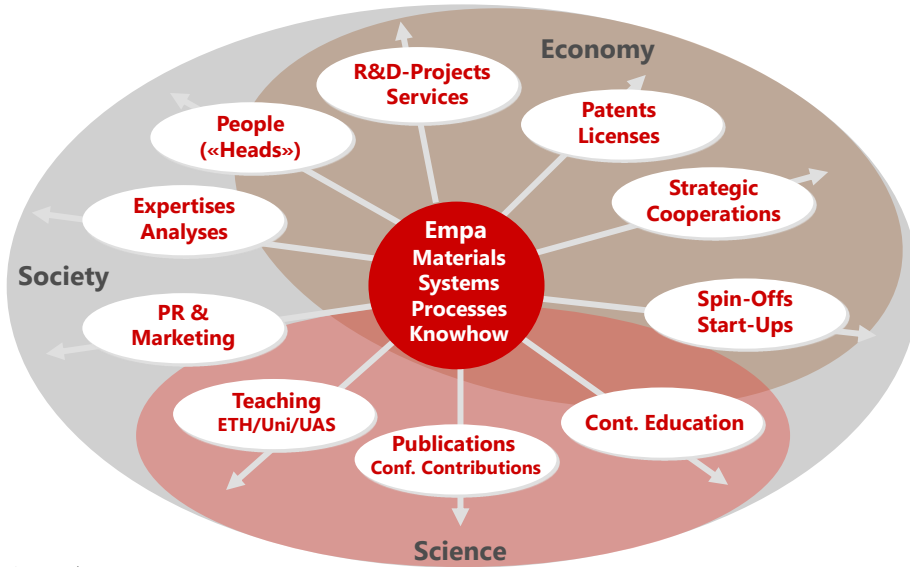 Economy
R&D-Projects
Services
Patents
Licenses
People
(«Heads»)
Strategic
Cooperations
Expertises
Analyses
Empa
Materials
Systems
Processes
Knowhow
Society
Spin-Offs
Start-Ups
PR &
Marketing
Teaching
ETH/Uni/UAS
Cont. Education
Publications
Conf. Contributions
Science